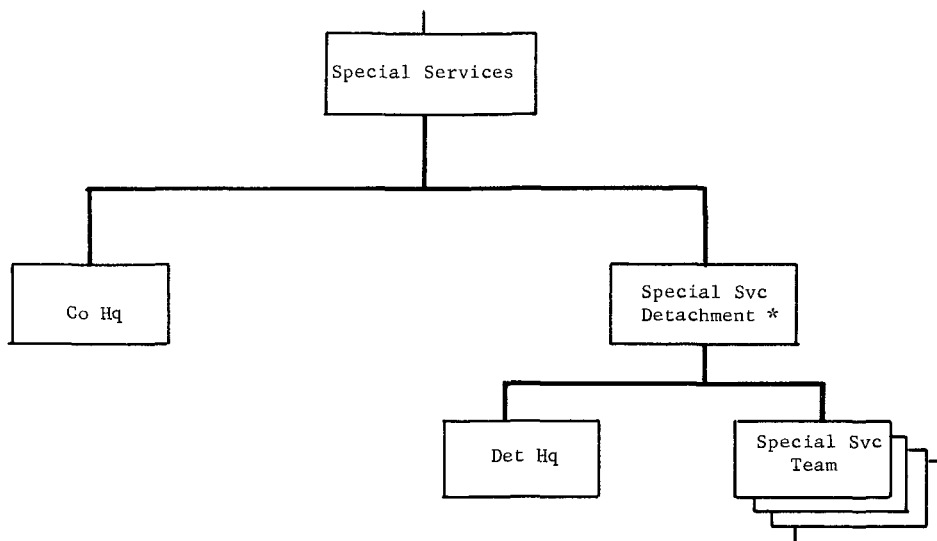 Special Services
Co Hq
Special Svc
Detachment *
Det Hq
Special Svc
Team